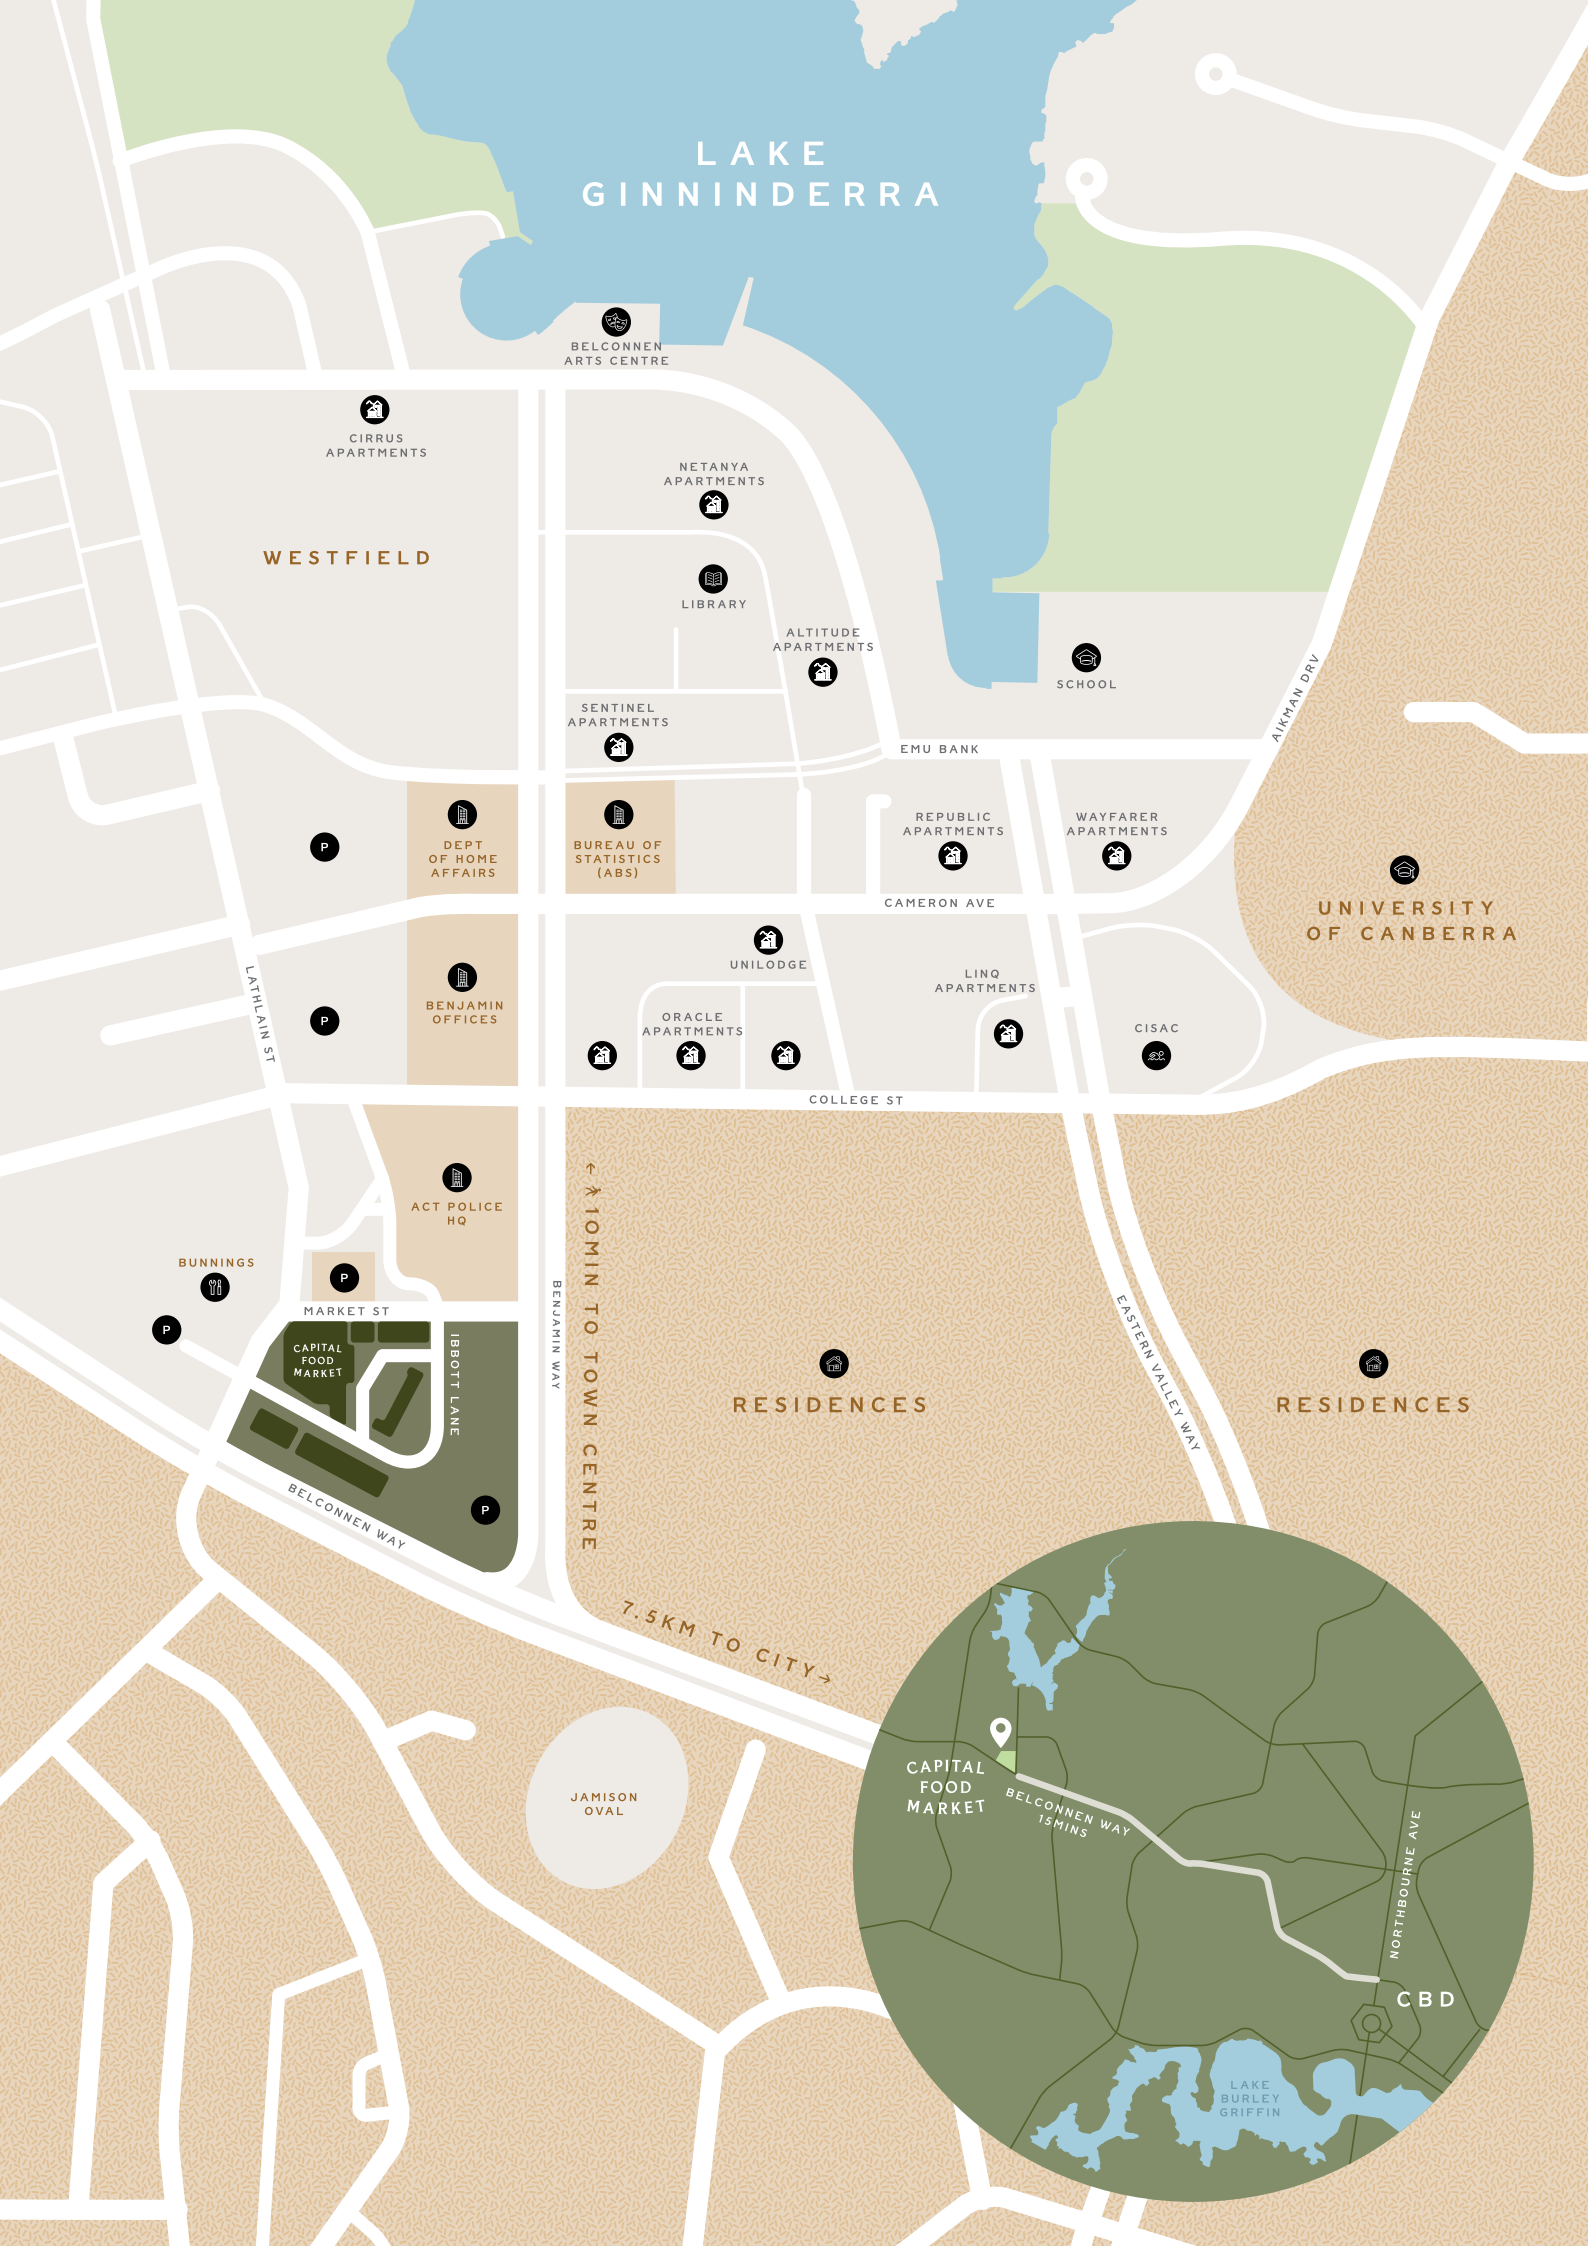 LAKE
GINNINDERRA
BELCONNEN
ARTS CENTRE
CIRRUS
APARTMENTS
NETANYA
APARTMENTS
WESTFIELD
LIBRARY
ALTITUDE
APARTMENTS
SCHOOL
AIKMAN DRV
SENTINEL
APARTMENTS
EMU BANK
P
DEPT
OF HOME
AFFAIRS
BUREAU OF
STATISTICS
(ABS)
REPUBLIC
APARTMENTS
WAYFARER
APARTMENTS
UNIVERSITY
OF CANBERRA
CAMERON AVE
LATHLAIN ST
P
BENJAMIN
OFFICES
UNILODGE
ORACLE
APARTMENTS
LINQ
APARTMENTS
CISAC
COLLEGE ST
ACT POLICE
HQ
← 10MIN TO TOWN CENTRE
BUNNINGS
P
P
MARKET ST
CAPITAL
FOOD
MARKET
IBBOTT LANE
BENJAMIN WAY
RESIDENCES
EASTERN VALLEY WAY
RESIDENCES
BELCONNEN WAY
P
7.5KM TO CITY→
JAMISON
OVAL
CAPITAL
FOOD
MARKET
BELCONNEN WAY
15MINS
NORTHBOURNE AVE
CBD
LAKE
BURLEY
GRIFFIN